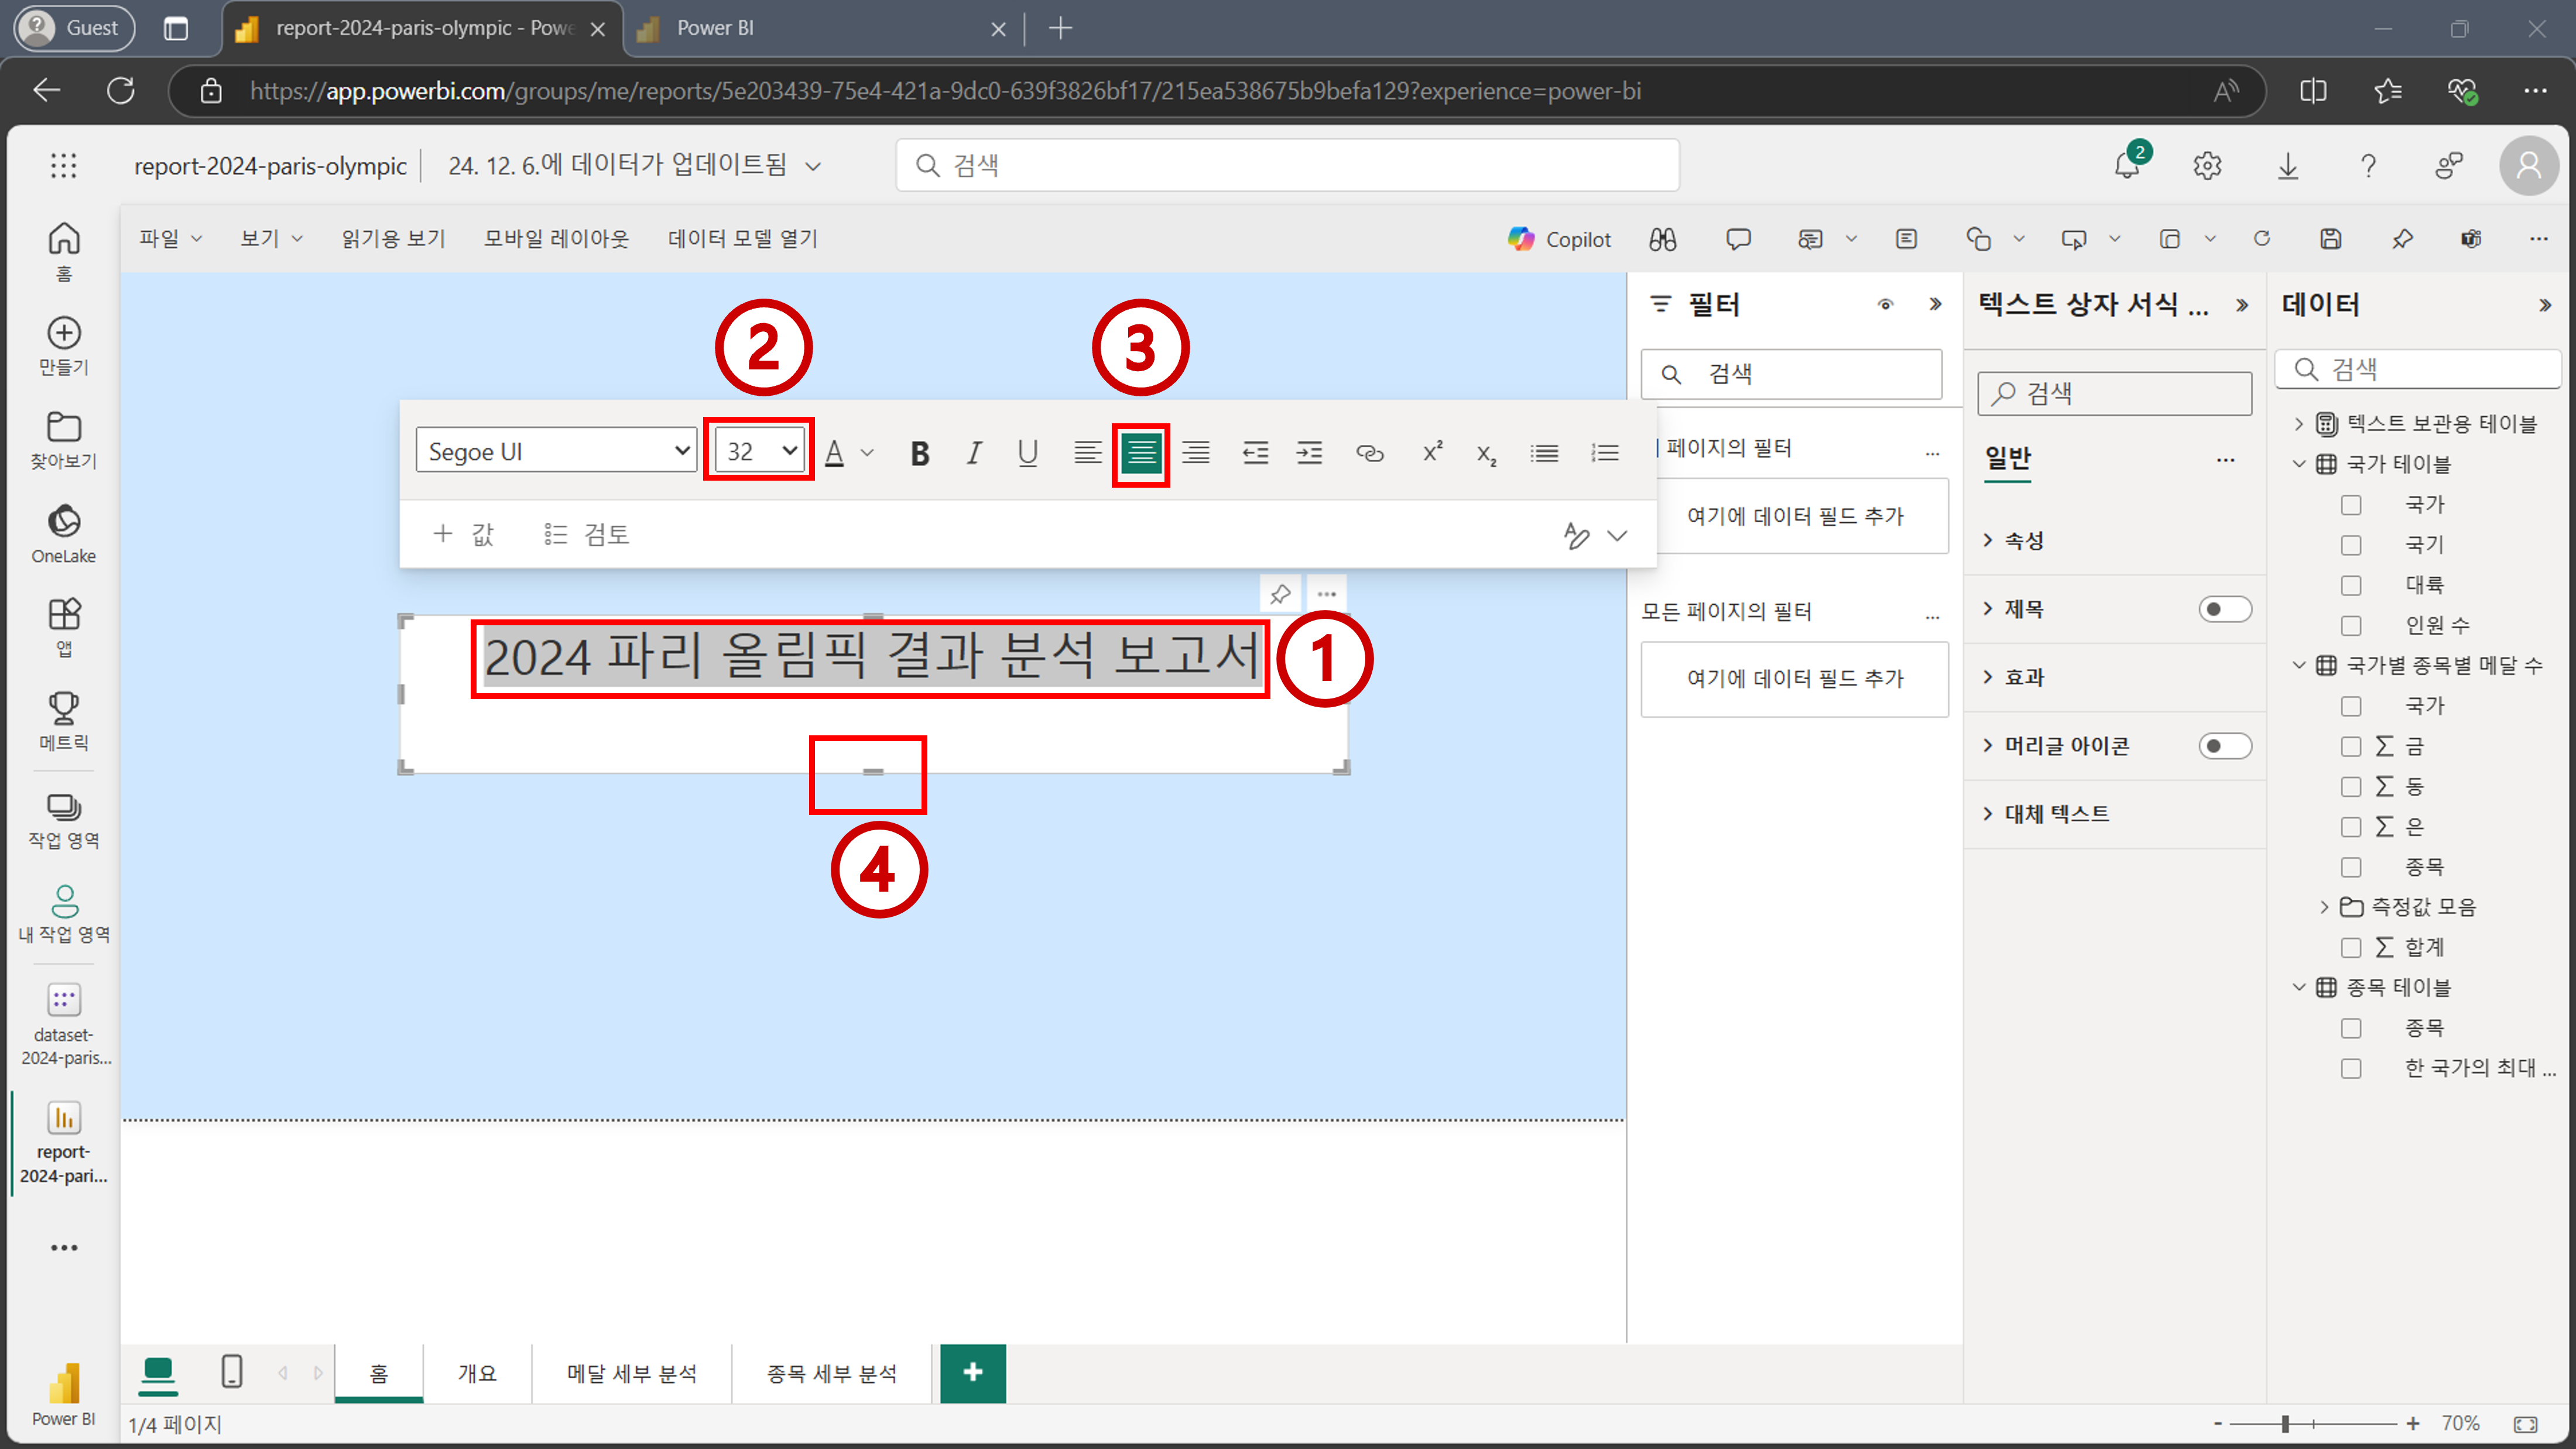 Guest
report-2024-paris-olympic - Powe
Power BI
https://app.powerbi.com/groups/me/reports/5e203439-75e4-421a-9dc0-639f3826bf17/215ea538675b9befa129?experience=power-bi
report-2024-paris-olympic
24. 12. 6.에 데이터가 업데이트됨
검색
2
파일
보기
읽기용 보기
모바일 레이아웃
데이터 모델 열기
Copilot
홈
만들기
찾아보기
OneLake
앱
메트릭
작업 영역
내 작업 영역
dataset-
2024-paris...
report-
2024-pari...
Power BI
2
3
Segoe UI
32
A
B
I
U
x²
x₂
+ 값
검토
2024 파리 올림픽 결과 분석 보고서
1
4
필터
검색
페이지의 필터
...
여기에 데이터 필드 추가
모든 페이지의 필터
...
여기에 데이터 필드 추가
텍스트 상자 서식 ...
검색
일반
...
속성
제목
효과
머리글 아이콘
대체 텍스트
데이터
검색
텍스트 보관용 테이블
국가 테이블
국가
국기
대륙
인원 수
국가별 종목별 메달 수
국가
∑ 금
∑ 동
∑ 은
종목
측정값 모음
∑ 합계
종목 테이블
종목
한 국가의 최대 ...
홈
개요
메달 세부 분석
종목 세부 분석
+
1/4 페이지
- + 70%